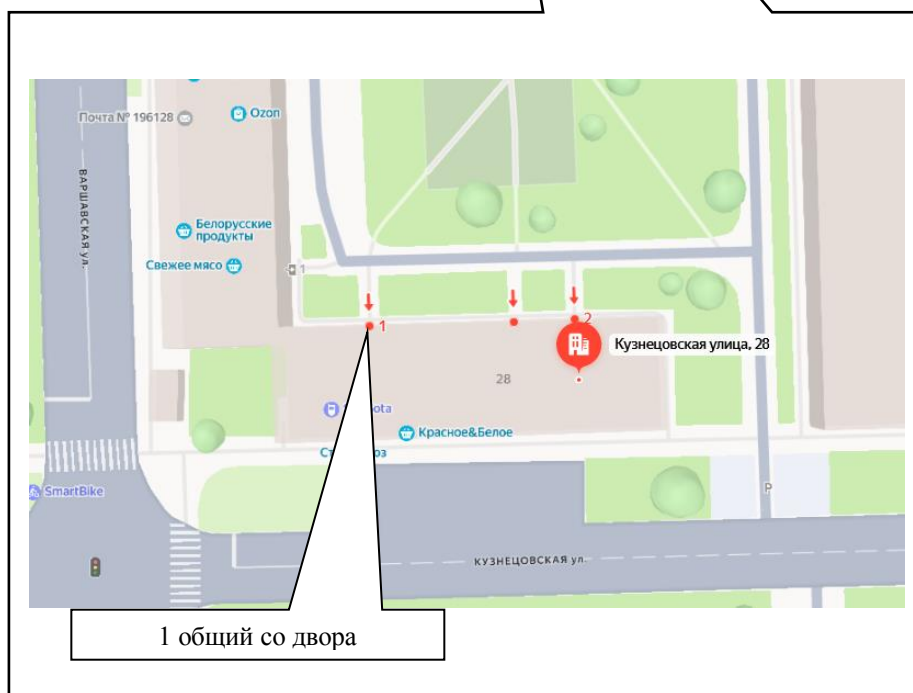 Почта № 196128
Ozon
ВАРШАВСКАЯ ул.
Белорусские
продукты
Свежее мясо
1
1
2
Кузнецовская улица, 28
28
Красное&Белое
SmartBike
P
КУЗНЕЦОВСКАЯ ул.
1 общий со двора